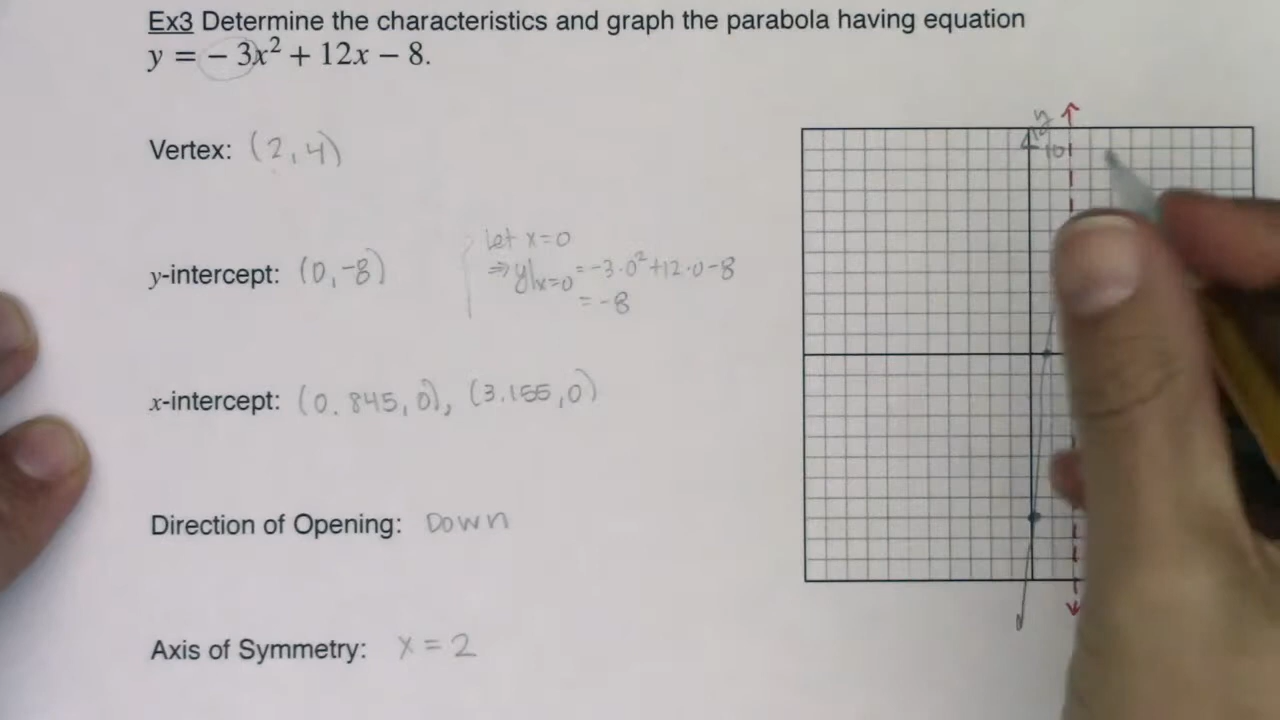 Ex3 Determine the characteristics and graph the parabola having equation
y = − 3x² + 12x − 8.
Vertex: (2,4)
y-intercept: (0,-8)
let x=0
⇒ y|x=0 = -3·0² +12·0-8
= -8
x-intercept: (0.845,0), (3.155,0)
Direction of Opening: Down
Axis of Symmetry: x = 2
y
10